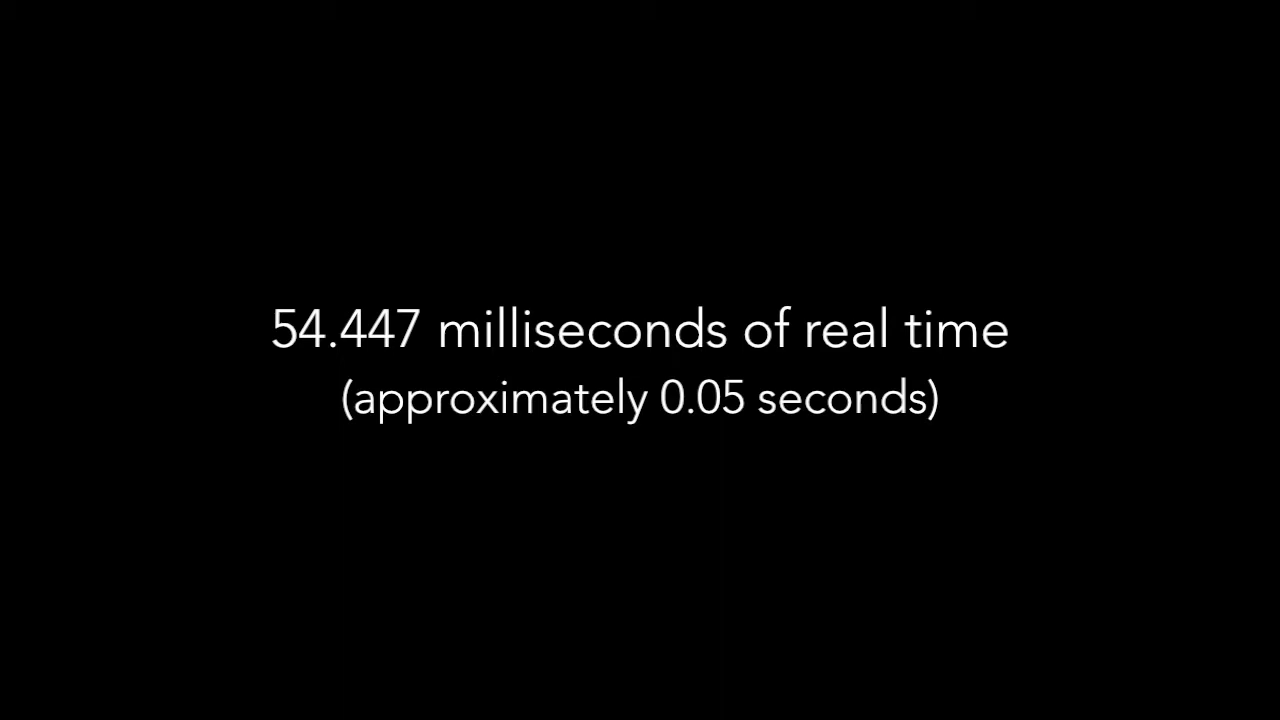 54.447 milliseconds of real time
(approximately 0.05 seconds)